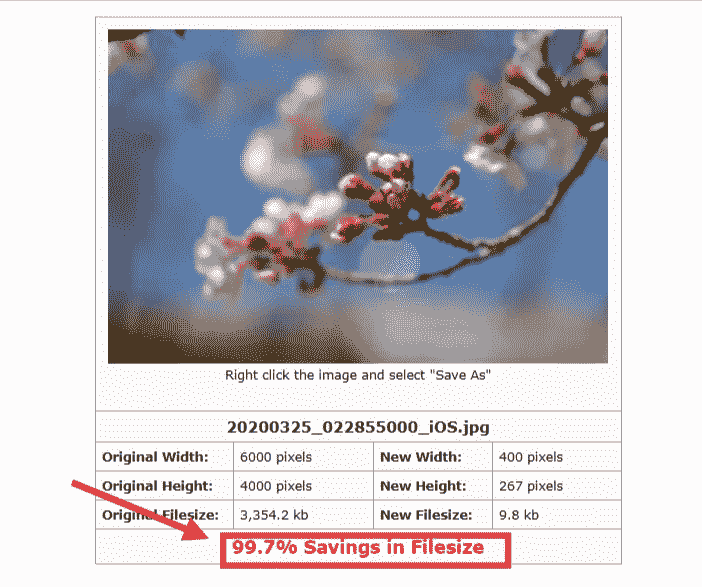 Right click the image and select "Save As"
20200325_022855000_iOS.jpg
Original Width: 6000 pixels New Width: 400 pixels
Original Height: 4000 pixels New Height: 267 pixels
Original Filesize: 3,354.2 kb New Filesize: 9.8 kb
99.7% Savings in Filesize